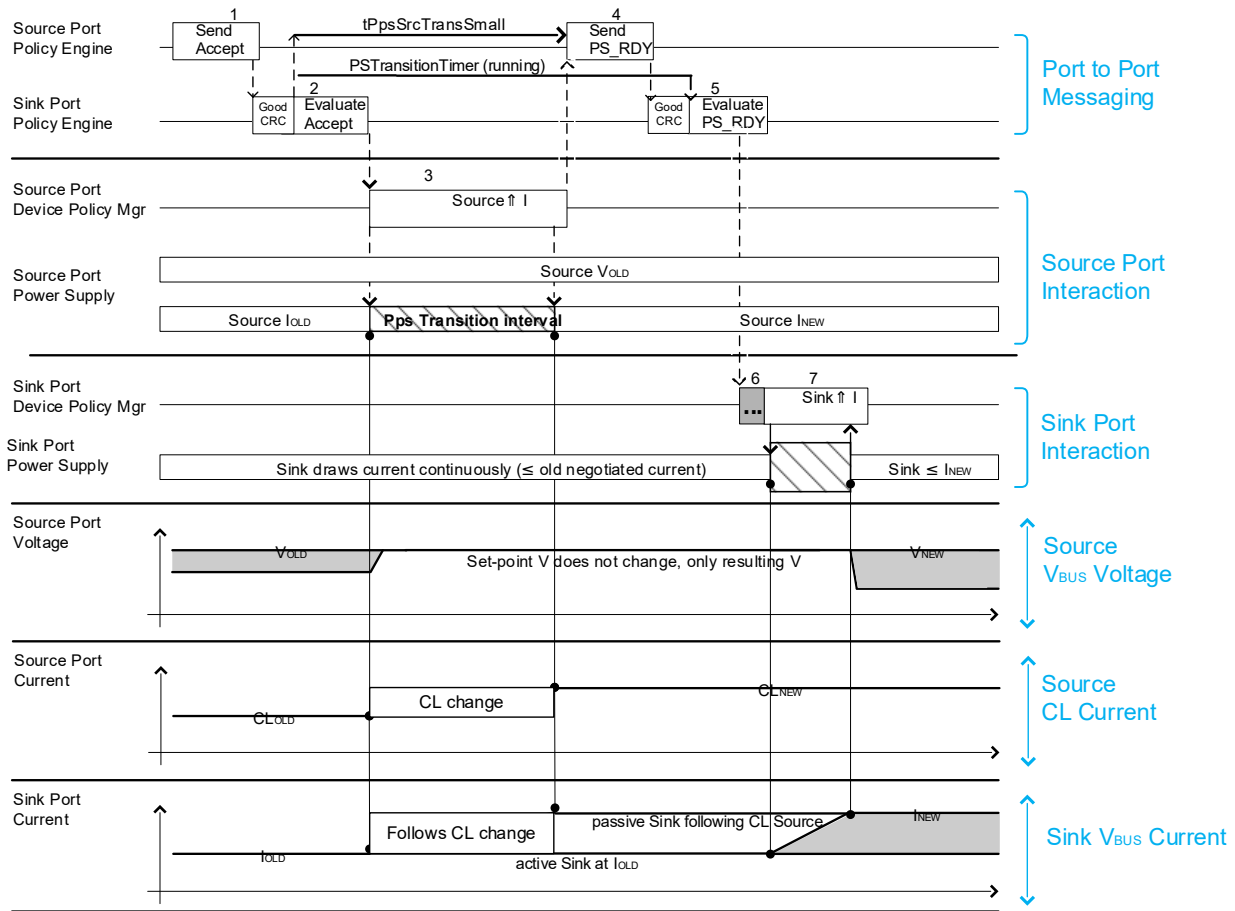 1
4
Source Port
Policy Engine
Send
Accept
tPpsSrcTransSmall
Send
PS_RDY
PSTransitionTimer (running)
Port to Port
Messaging
2
5
Sink Port
Policy Engine
Good
CRC
Evaluate
Accept
Good
CRC
Evaluate
PS_RDY
3
Source Port
Device Policy Mgr
Source⇑ I
Source Port
Power Supply
Source VOLD
Source Port
Interaction
Source IOLD
Pps Transition interval
Source INEW
6
7
Sink Port
Device Policy Mgr
...
Sink⇑ I
Sink Port
Interaction
Sink Port
Power Supply
Sink draws current continuously (≤ old negotiated current)
Sink ≤ INEW
Source Port
Voltage
VOLD
Set-point V does not change, only resulting V
VNEW
Source
VBUS Voltage
Source Port
Current
CLOLD
CL change
CLNEW
Source
CL Current
Sink Port
Current
IOLD
Follows CL change
passive Sink following CL Source
active Sink at IOLD
INEW
Sink VBUS Current